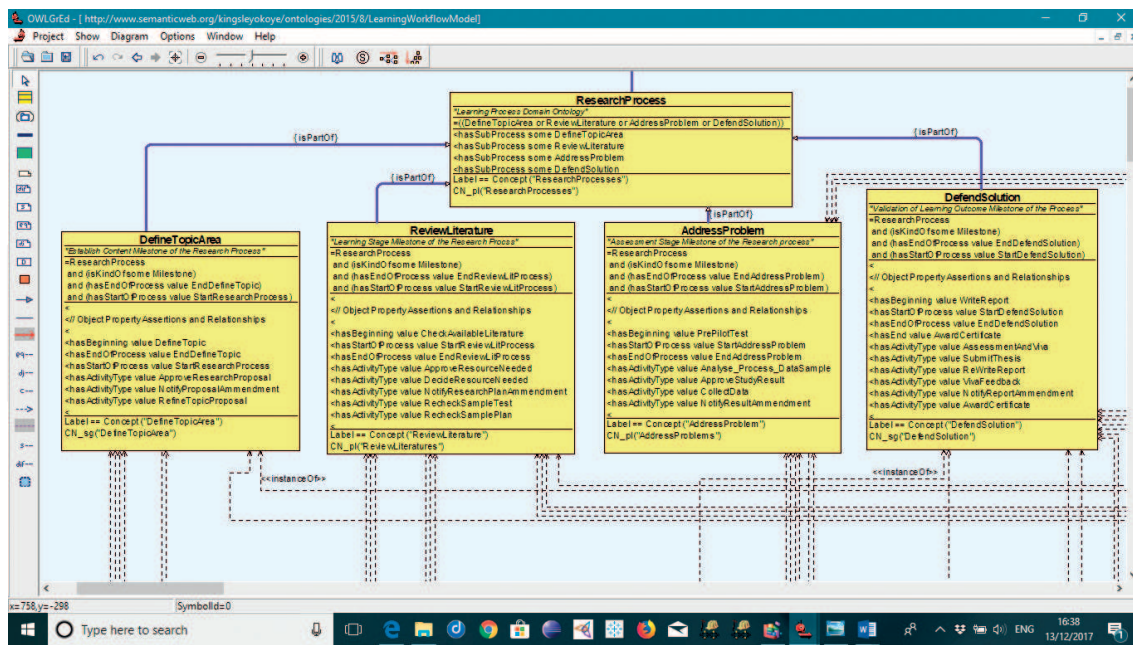 OWLGrEd - [ http://www.semanticweb.org/kingsleyokoye/ontologies/2015/8/LearningWorkflowModel]
Project Show Diagram Options Window Help
ResearchProcess
"Learning Process Domain Ontology"
=((DefineTopicArea or ReviewLiterature or AddressProblem or DefendSolution))
<hasSubProcess some DefineTopicArea
<hasSubProcess some ReviewLiterature
<hasSubProcess some AddressProblem
<hasSubProcess some DefendSolution
Label == Concept ("ResearchProcesses")
CN_pl("ResearchProcesses")
{isPartOf}
{isPartOf}
{isPartOf}
{isPartOf}
DefineTopicArea
"Establish Content Milestone of the Research Process"
=ResearchProcess
and (isKindOfsome Milestone)
and (hasEndOfProcess value EndDefineTopic)
and (hasStartOfProcess value StartResearchProcess )
<
<// Object Property Assertions and Relationships
<
<hasBeginning value DefineTopic
<hasEndOfProcess value EndDefineTopic
<hasStartOfProcess value StartResearchProcess
<hasActivityType value ApproveResearchProposal
<hasActivityType value NotifyProposalAmmendment
<hasActivityType value RefineTopicProposal
<
Label == Concept ("DefineTopicArea")
CN_sg("DefineTopicArea")
ReviewLiterature
"Learning Stage Milestone of the Research Procss"
=ResearchProcess
and (isKindOfsome Milestone)
and (hasEndOfProcess value EndReviewLitProcess)
and (hasStartOfProcess value StartReviewLitProcess)
<
<// Object Property Assertions and Relationships
<
<hasBeginning value CheckAvailableLiterature
<hasStartOfProcess value StartReviewLitProcess
<hasEndOfProcess value EndReviewLitProcess
<hasActivityType value ApproveResourceNeeded
<hasActivityType value DecideResourceNeeded
<hasActivityType value NotifyResearchPlanAmmendment
<hasActivityType value RecheckSampleTest
<hasActivityType value RecheckSamplePlan
<
Label == Concept ("ReviewLiterature")
CN_pl("ReviewLiteratures")
AddressProblem
"Assessment Stage Milestone of the Research process"
=ResearchProcess
and (isKindOfsome Milestone)
and (hasEndOfProcess value EndAddressProblem )
and (hasStartOfProcess value StartAddressProblem )
<
<// Object Property Assertions and Relationships
<
<hasBeginning value PrePilotTest
<hasStartOfProcess value StartAddressProblem
<hasEndOfProcess value EndAddressProblem
<hasActivityType value Analyse_Process_DataSample
<hasActivityType value ApproveStudyResult
<hasActivityType value CollectData
<hasActivityType value NotifyResultAmmendment
<
Label == Concept ("AddressProblem")
CN_pl("AddressProblems")
DefendSolution
"Validation of Learning Outcome Milestone of the Process"
=ResearchProcess
and (isKindOfsome Milestone)
and (hasEndOfProcess value EndDefendSolution)
and (hasStartOfProcess value StartDefendSolution)
<
<// Object Property Assertions and Relationships
<
<hasBeginning value WriteReport
<hasStartOfProcess value StartDefendSolution
<hasEndOfProcess value EndDefendSolution
<hasEnd value AwardCertificate
<hasActivityType value AssessmentAndViva
<hasActivityType value SubmitThesis
<hasActivityType value ReWriteReport
<hasActivityType value VivaFeedback
<hasActivityType value NotifyReportAmmendment
<hasActivityType value AwardCertificate
<
Label == Concept ("DefendSolution")
CN_sg("DefendSolution")
<<instanceOf>>
<<instanceOf>>
x=758,y=-298 SymbolId=0
Type here to search
ENG
16:38
13/12/2017